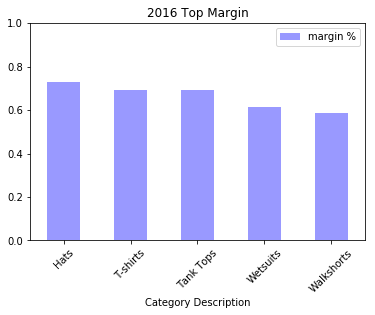 2016 Top Margin
margin %
1.0
0.8
0.6
0.4
0.2
0.0
Hats
T-shirts
Tank Tops
Wetsuits
Walkshorts
Category Description